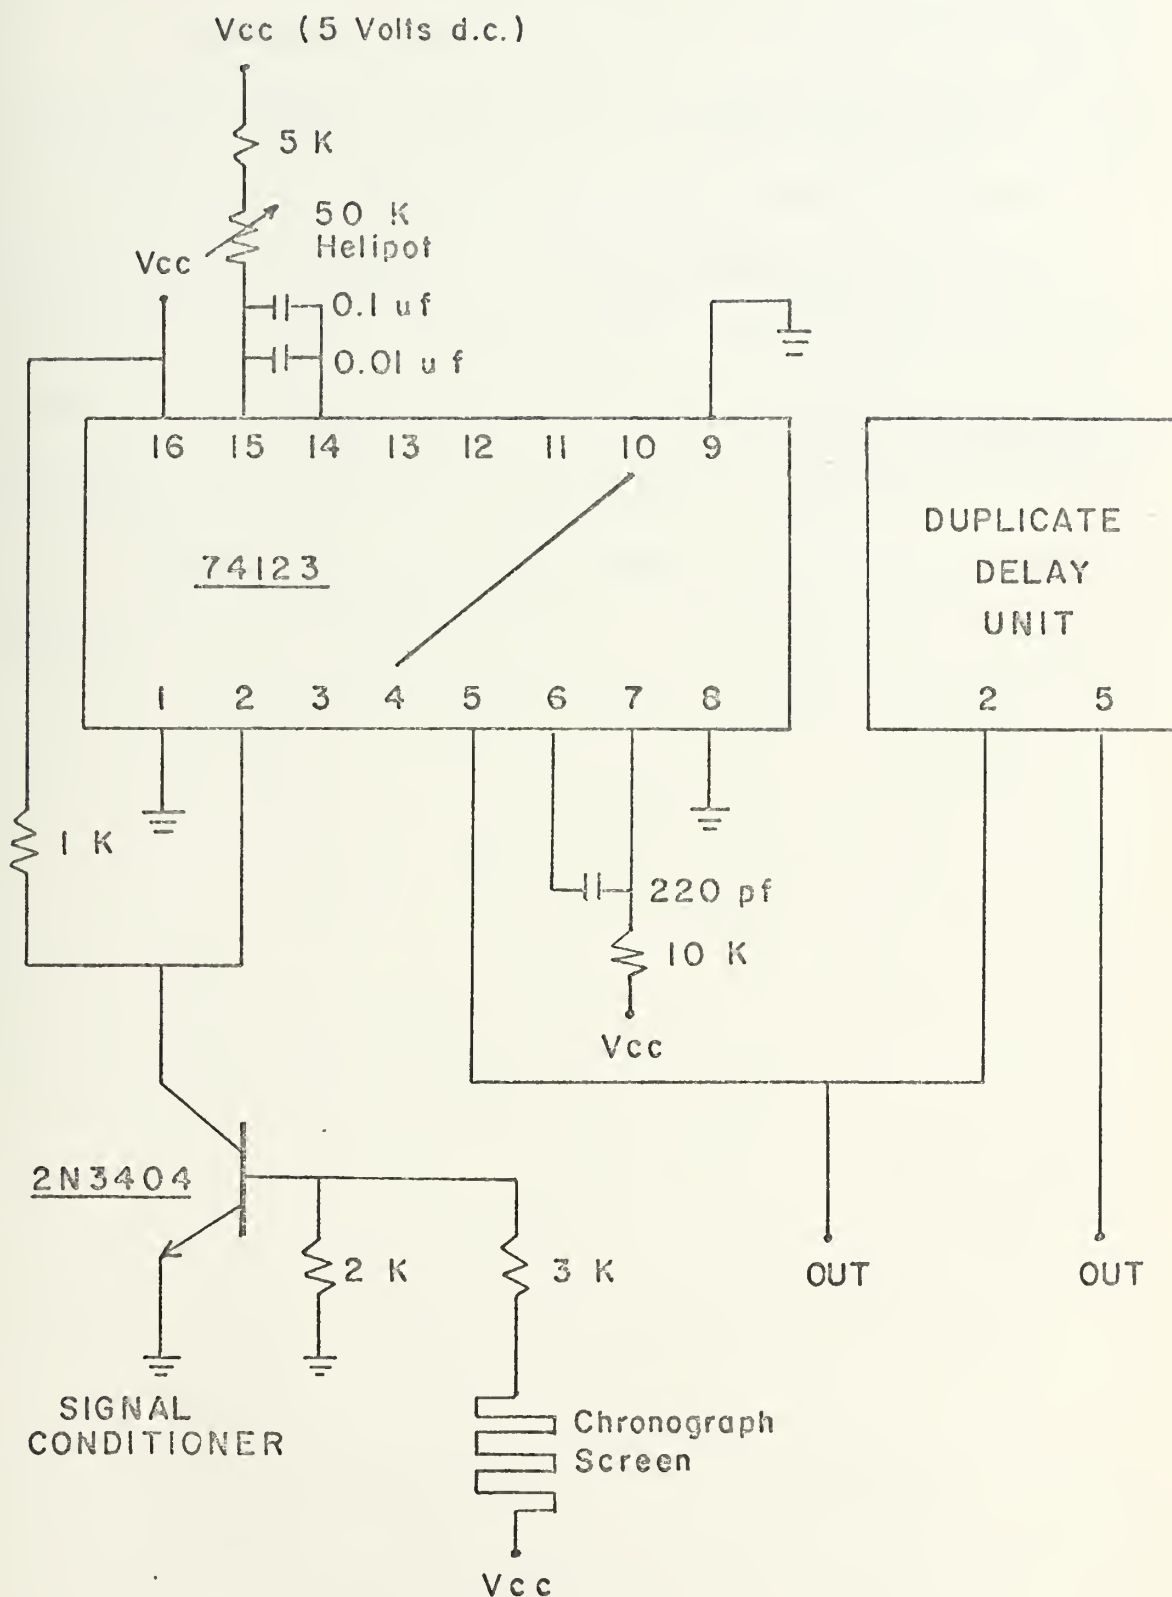 Vcc (5 Volts d.c.)
5 K
50 K
Helipot
Vcc
0.1 uf
0.01 uf
16 15 14 13 12 11 10 9
74123
1 2 3 4 5 6 7 8
DUPLICATE
DELAY
UNIT
2 5
1 K
220 pf
10 K
Vcc
2N3404
2 K
3 K
OUT
OUT
SIGNAL
CONDITIONER
Chronograph
Screen
Vcc